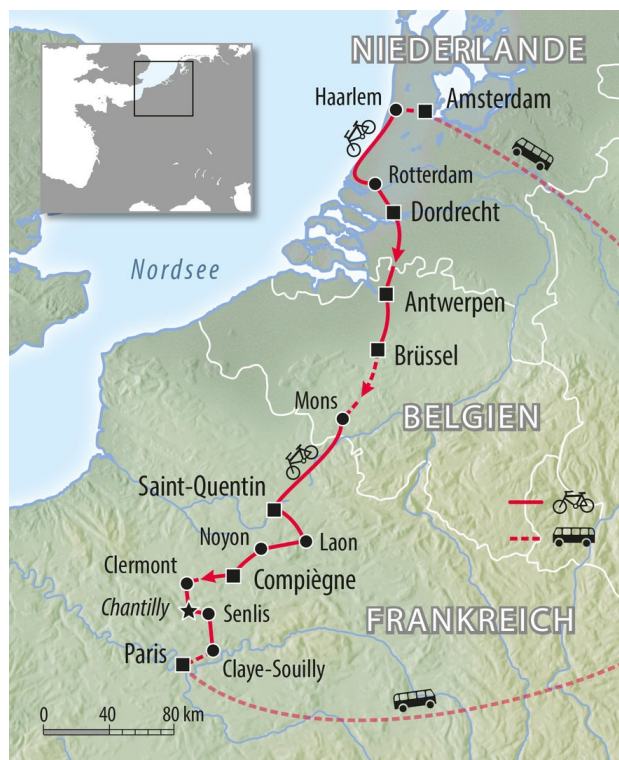 NIEDERLANDE
Haarlem
Amsterdam
Rotterdam
Dordrecht
Nordsee
Antwerpen
Brüssel
Mons
BELGIEN
Saint-Quentin
Noyon
Laon
Clermont
Compiègne
Chantilly
Senlis
FRANKREICH
Paris
Claye-Souilly
0 40 80 km